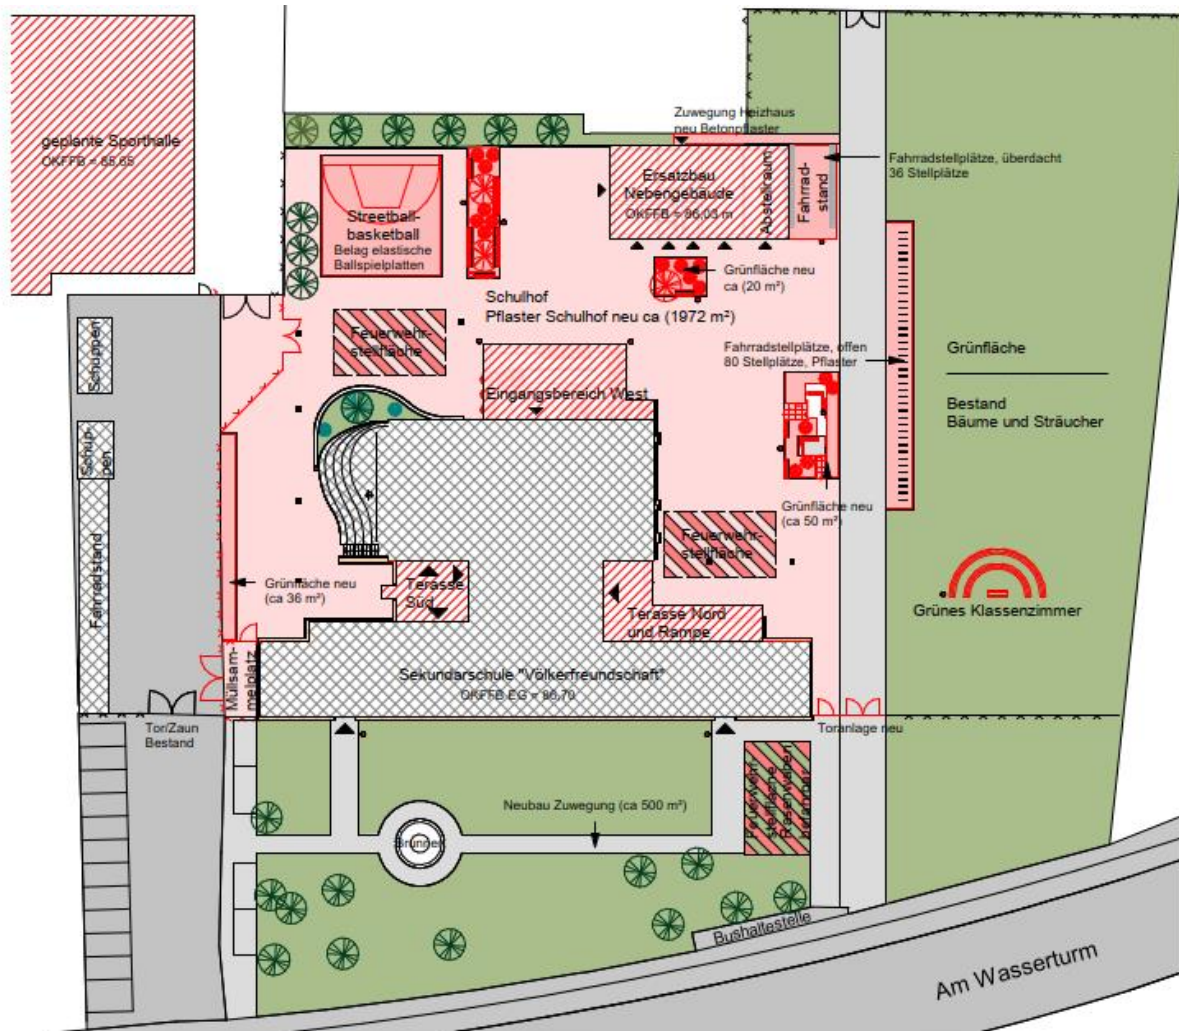 Zuwegung Heizhaus
neu Betonpflaster
geplante Sporthalle
OKFFB = 85,65
Fahrradstellplätze, überdacht
36 Stellplätze
Ersatzbau
Nebengebäude
OKFFB = 86,03 m
Abstellraum
Fahrrad-
stand
Streetball-
basketball
Belag elastische
Ballspielplatten
Grünfläche neu
ca (20 m²)
Schulhof
Pflaster Schulhof neu ca (1972 m²)
Schuppen
Feuerwehr-
stellfläche
Fahrradstellplätze, offen
80 Stellplätze, Pflaster
Grünfläche
Bestand
Bäume und Sträucher
Eingangsbereich West
Schup-
pen
Grünfläche neu
(ca 50 m²)
Feuerwehr-
stellfläche
Fahrradstand
Grünfläche neu
(ca 36 m²)
Terasse
Süd
Terasse Nord
und Rampe
Grünes Klassenzimmer
Müllsam-
melplatz
Sekundarschule "Völkerfreundschaft"
OKFFB EG = 86,70
Tor/Zaun
Bestand
Toranlage neu
Feuerwehr-
stellfläche
Rasenwaben
befahrbar
Neubau Zuwegung (ca 500 m²)
Brunnen
Bushaltestelle
Am Wasserturm